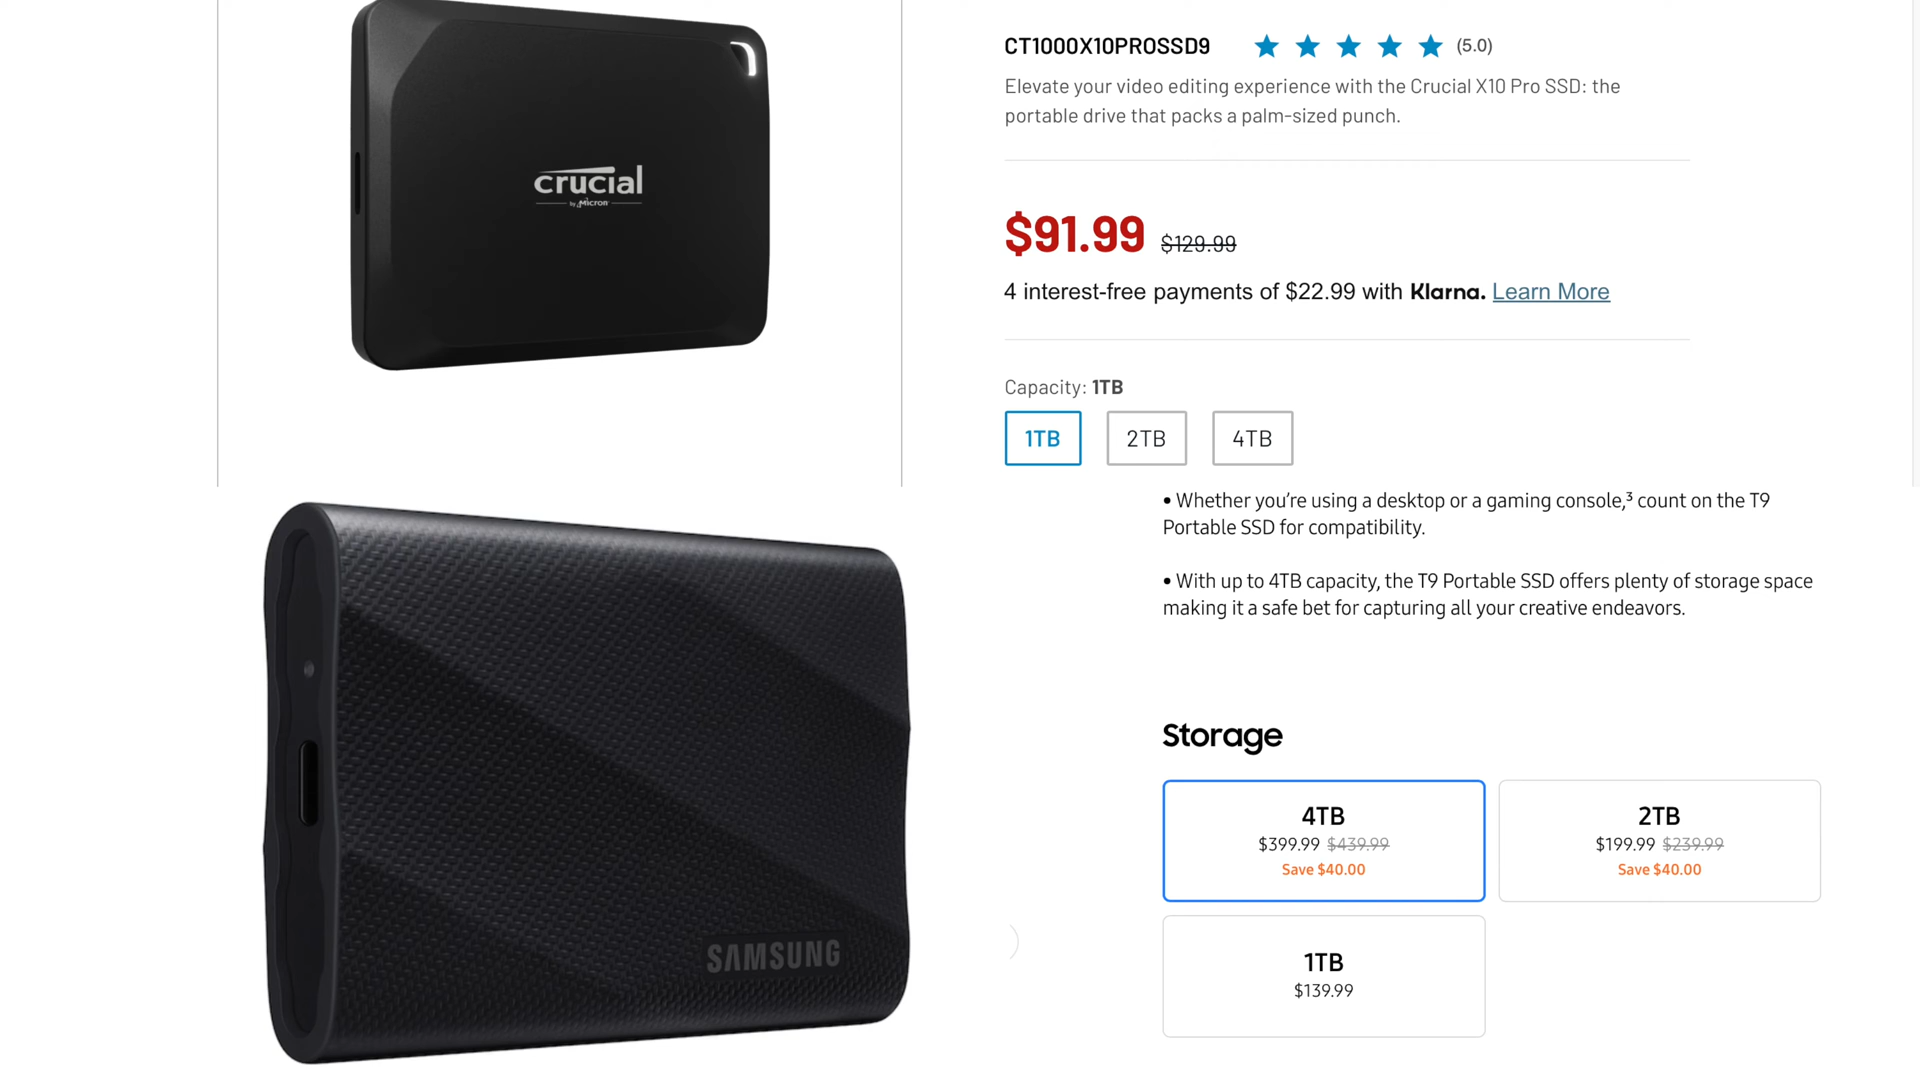 crucial
by Micron
CT1000X10PROSSD9
(5.0)
Elevate your video editing experience with the Crucial X10 Pro SSD: the
portable drive that packs a palm-sized punch.
$91.99 $129.99
4 interest-free payments of $22.99 with Klarna. Learn More
Capacity: 1TB
1TB
2TB
4TB
SAMSUNG
• Whether you're using a desktop or a gaming console,³ count on the T9
Portable SSD for compatibility.
• With up to 4TB capacity, the T9 Portable SSD offers plenty of storage space
making it a safe bet for capturing all your creative endeavors.
Storage
4TB
$399.99 $439.99
Save $40.00
2TB
$199.99 $239.99
Save $40.00
1TB
$139.99